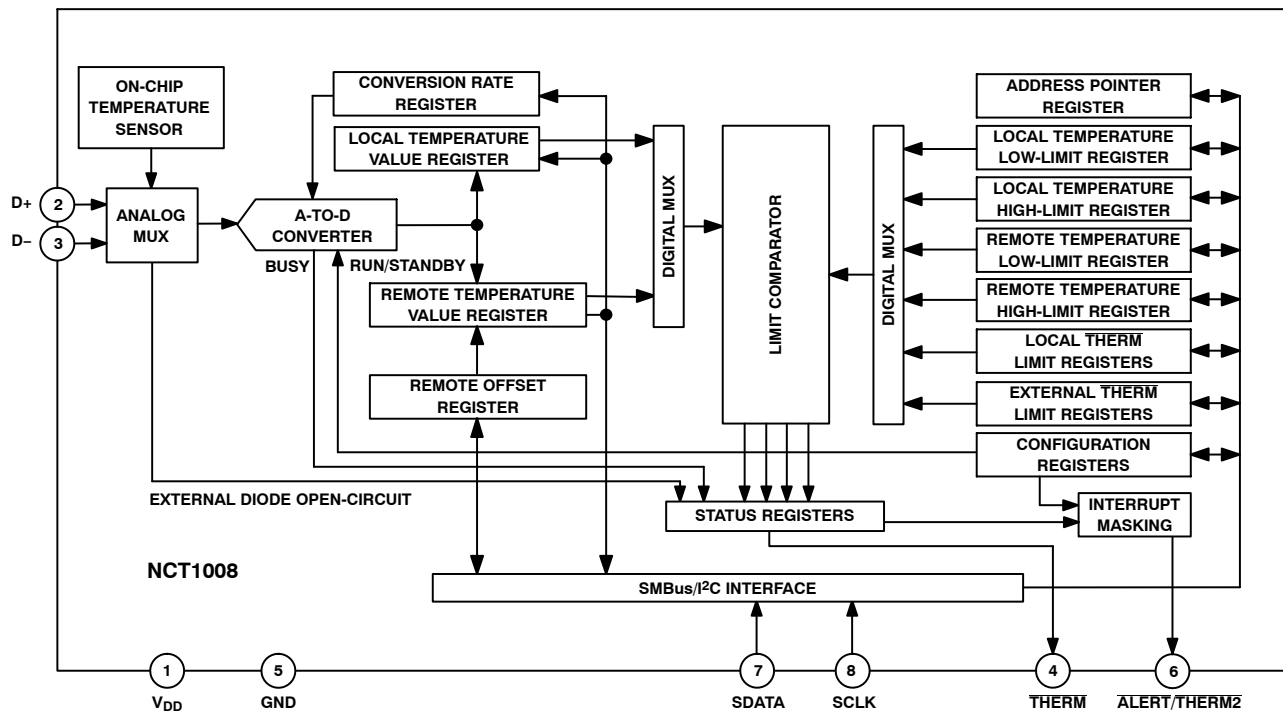 ON-CHIP
TEMPERATURE
SENSOR
CONVERSION RATE
REGISTER
LOCAL TEMPERATURE
VALUE REGISTER
D+
2
D–
3
ANALOG
MUX
A-TO-D
CONVERTER
BUSY
RUN/STANDBY
REMOTE TEMPERATURE
VALUE REGISTER
REMOTE OFFSET
REGISTER
DIGITAL MUX
LIMIT COMPARATOR
DIGITAL MUX
ADDRESS POINTER
REGISTER
LOCAL TEMPERATURE
LOW-LIMIT REGISTER
LOCAL TEMPERATURE
HIGH-LIMIT REGISTER
REMOTE TEMPERATURE
LOW-LIMIT REGISTER
REMOTE TEMPERATURE
HIGH-LIMIT REGISTER
LOCAL THERM
LIMIT REGISTERS
EXTERNAL THERM
LIMIT REGISTERS
CONFIGURATION
REGISTERS
EXTERNAL DIODE OPEN-CIRCUIT
STATUS REGISTERS
INTERRUPT
MASKING
NCT1008
SMBus/I²C INTERFACE
1
5
7
8
4
6
VDD
GND
SDATA
SCLK
THERM
ALERT/THERM2